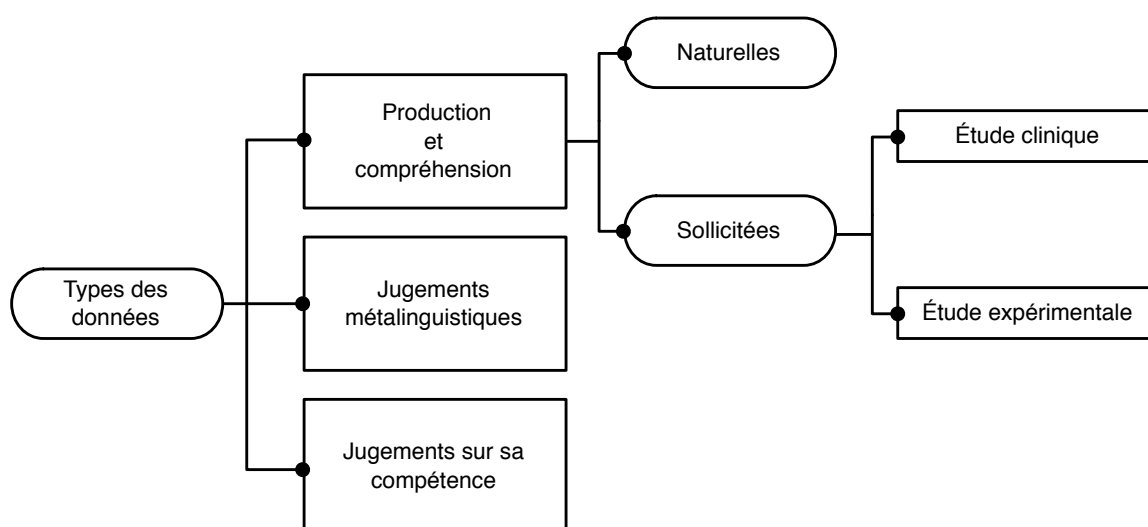 Naturelles
Production
et
compréhension
Étude clinique
Sollicitées
Types des
données
Jugements
métalinguistiques
Étude expérimentale
Jugements sur sa
compétence